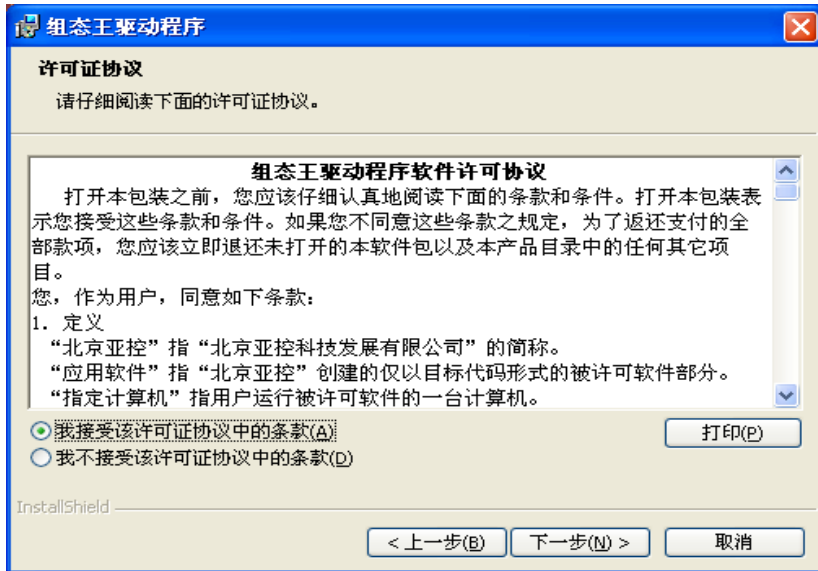 组态王驱动程序
许可证协议
请仔细阅读下面的许可证协议。
组态王驱动程序软件许可协议
打开本包装之前，您应该仔细认真地阅读下面的条款和条件。打开本包装表
示您接受这些条款和条件。如果您不同意这些条款之规定，为了返还支付的全
部款项，您应该立即退还未打开的本软件包以及本产品目录中的任何其它项
目。
您，作为用户，同意如下条款：
1. 定义
“北京亚控”指“北京亚控科技发展有限公司”的简称。
“应用软件”指“北京亚控”创建的仅以目标代码形式的被许可软件部分。
“指定计算机”指用户运行被许可软件的一台计算机。
我接受该许可证协议中的条款(A)
打印(P)
我不接受该许可证协议中的条款(D)
InstallShield
< 上一步(B)
下一步(N) >
取消